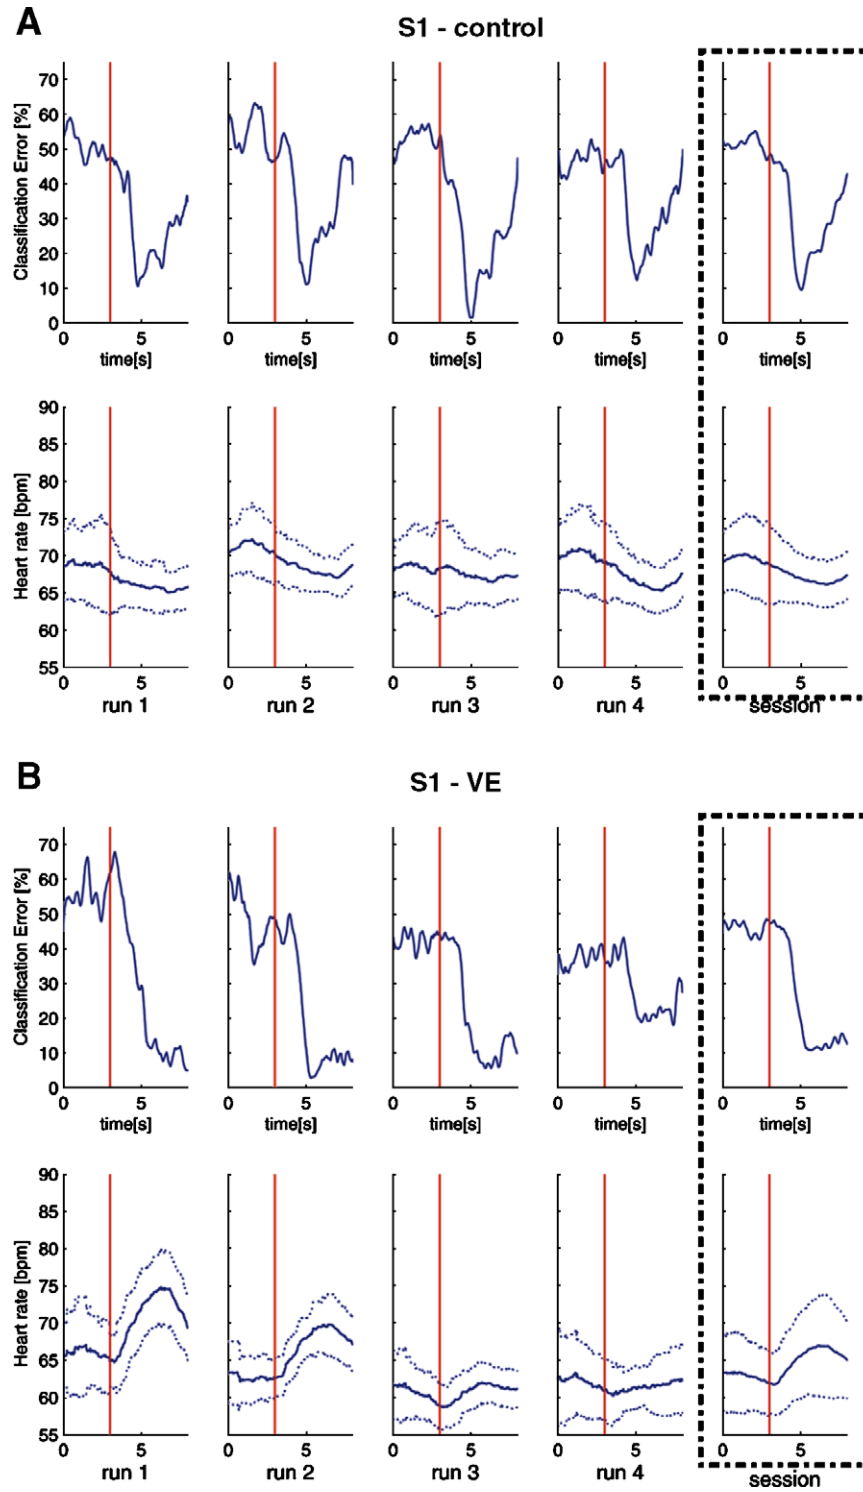 A
S1 - control
Classification Error [%]
70
60
50
40
30
20
10
0
0 5 0 5 0 5 0 5 0 5
time[s] time[s] time[s] time[s] time[s]
Heart rate [bpm]
90
85
80
75
70
65
60
55
0 5 0 5 0 5 0 5 0 5
run 1 run 2 run 3 run 4 session
B
S1 - VE
Classification Error [%]
70
60
50
40
30
20
10
0
0 5 0 5 0 5 0 5 0 5
time[s] time[s] time[s] time[s] time[s]
Heart rate [bpm]
90
85
80
75
70
65
60
55
0 5 0 5 0 5 0 5 0 5
run 1 run 2 run 3 run 4 session